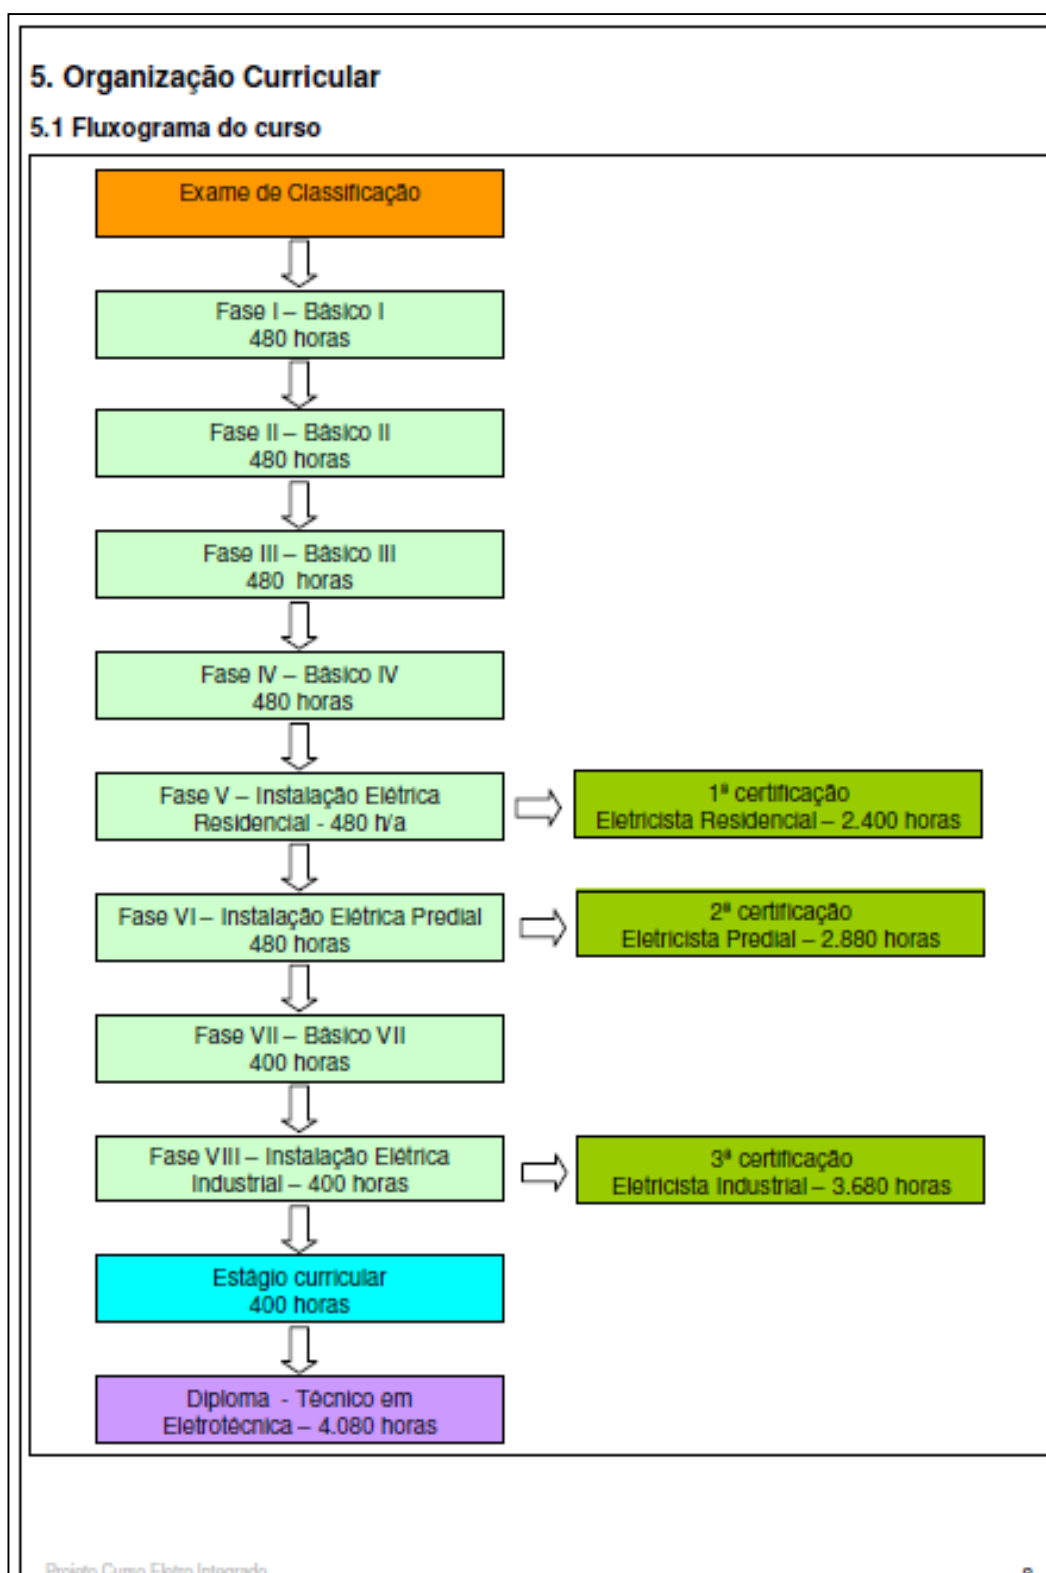 5. Organização Curricular
5.1 Fluxograma do curso
Exame de Classificação
Fase I – Básico I
480 horas
Fase II – Básico II
480 horas
Fase III – Básico III
480 horas
Fase IV – Básico IV
480 horas
Fase V – Instalação Elétrica
Residencial - 480 h/a
1ª certificação
Eletricista Residencial – 2.400 horas
Fase VI – Instalação Elétrica Predial
480 horas
2ª certificação
Eletricista Predial – 2.880 horas
Fase VII – Básico VII
400 horas
Fase VIII – Instalação Elétrica
Industrial – 400 horas
3ª certificação
Eletricista Industrial – 3.680 horas
Estágio curricular
400 horas
Diploma - Técnico em
Eletrotécnica – 4.080 horas
Projeto Curso Eletro Integrado